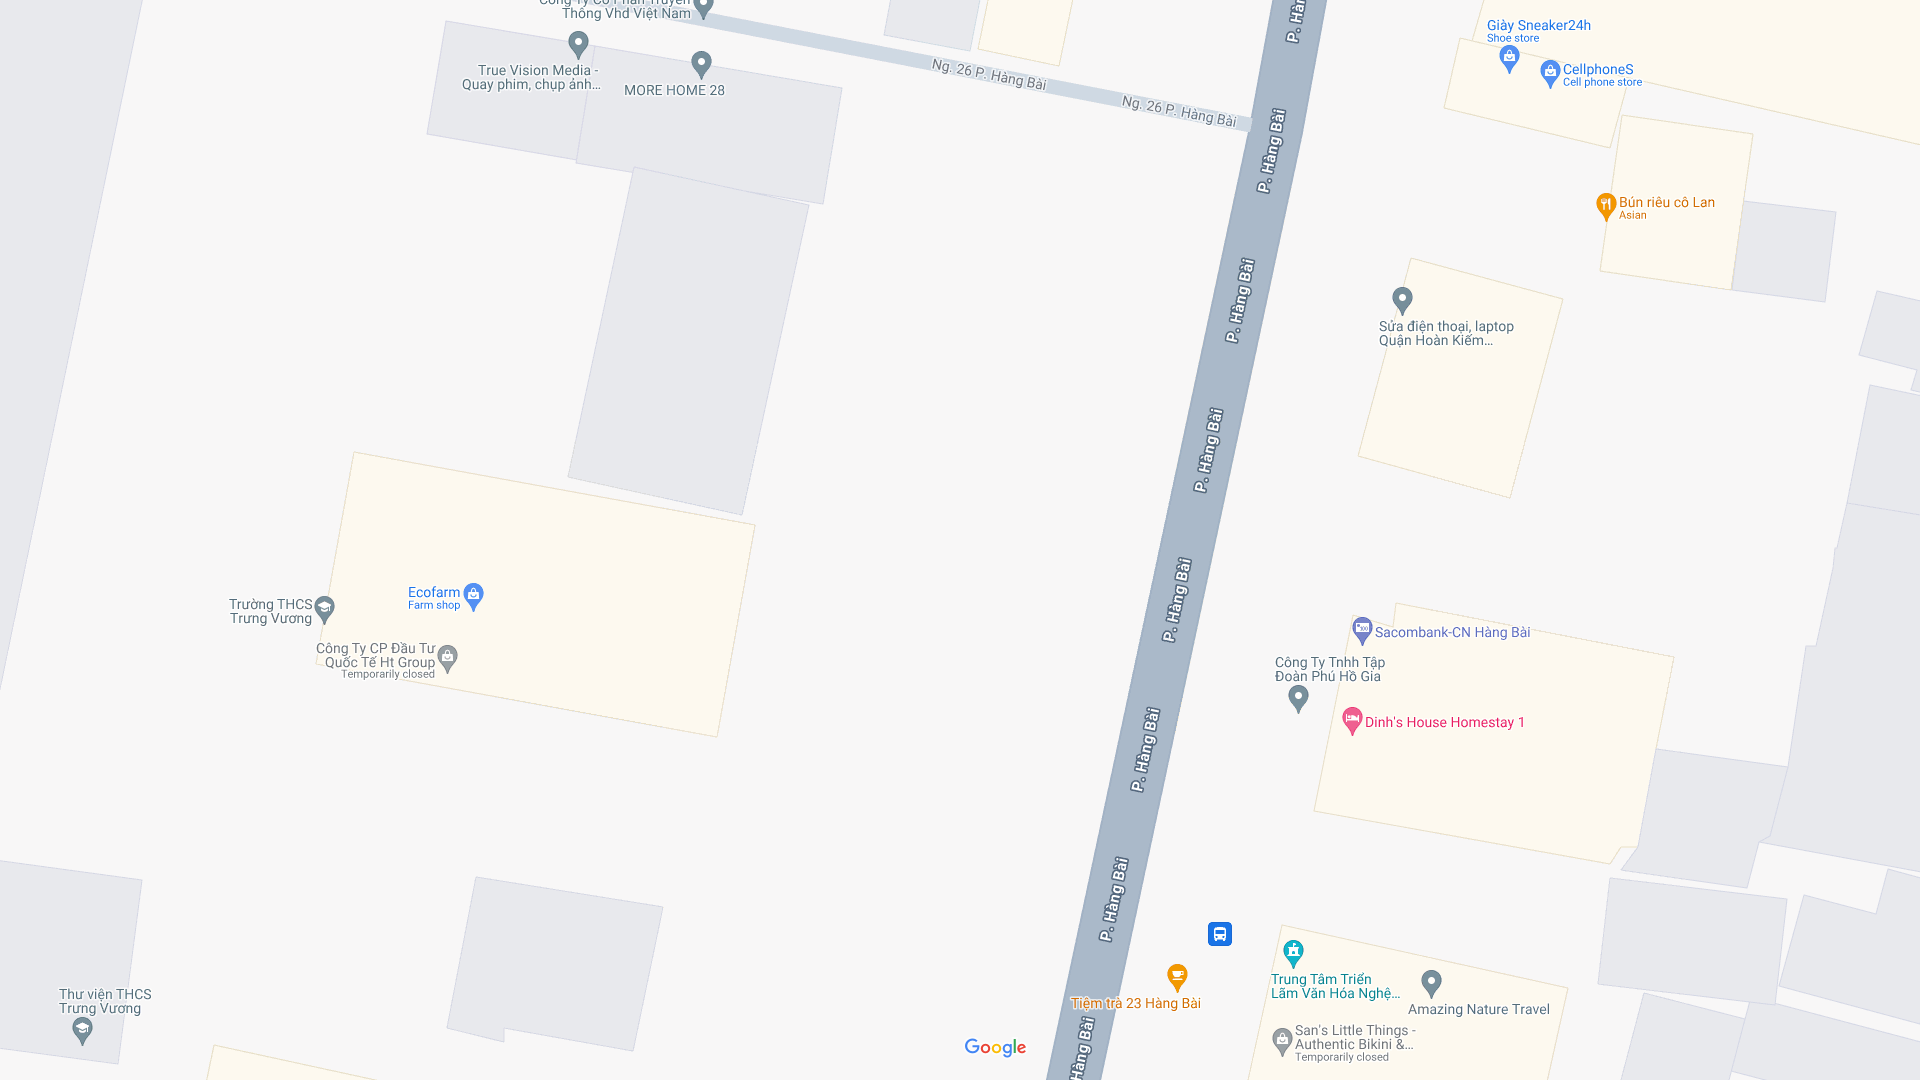 Công Ty Cổ Phần Truyền
Thông Vhd Việt Nam
P. Hàng
Giày Sneaker24h
Shoe store
CellphoneS
Cell phone store
True Vision Media -
Quay phim, chụp ảnh...
MORE HOME 28
Ng. 26 P. Hàng Bài
Ng. 26 P. Hàng Bài
P. Hàng Bài
Bún riêu cô Lan
Asian
P. Hàng Bài
Sửa điện thoại, laptop
Quận Hoàn Kiếm...
P. Hàng Bài
P. Hàng Bài
Ecofarm
Farm shop
Trường THCS
Trưng Vương
Công Ty CP Đầu Tư
Quốc Tế Ht Group
Temporarily closed
Sacombank-CN Hàng Bài
Công Ty Tnhh Tập
Đoàn Phú Hồ Gia
Dinh's House Homestay 1
P. Hàng Bài
P. Hàng Bài
Trung Tâm Triển
Lãm Văn Hóa Nghệ...
Tiệm trà 23 Hàng Bài
Amazing Nature Travel
Thư viện THCS
Trưng Vương
San's Little Things -
Authentic Bikini &...
Temporarily closed
Hàng Bài
Google